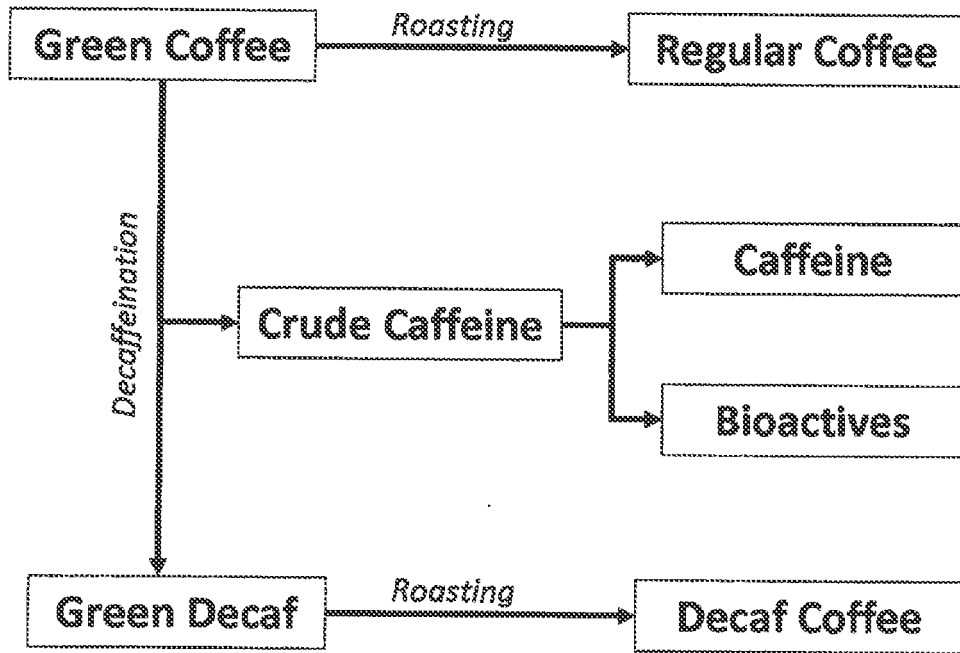 Green Coffee
Roasting
Regular Coffee
Decaffeination
Crude Caffeine
Caffeine
Bioactives
Green Decaf
Roasting
Decaf Coffee